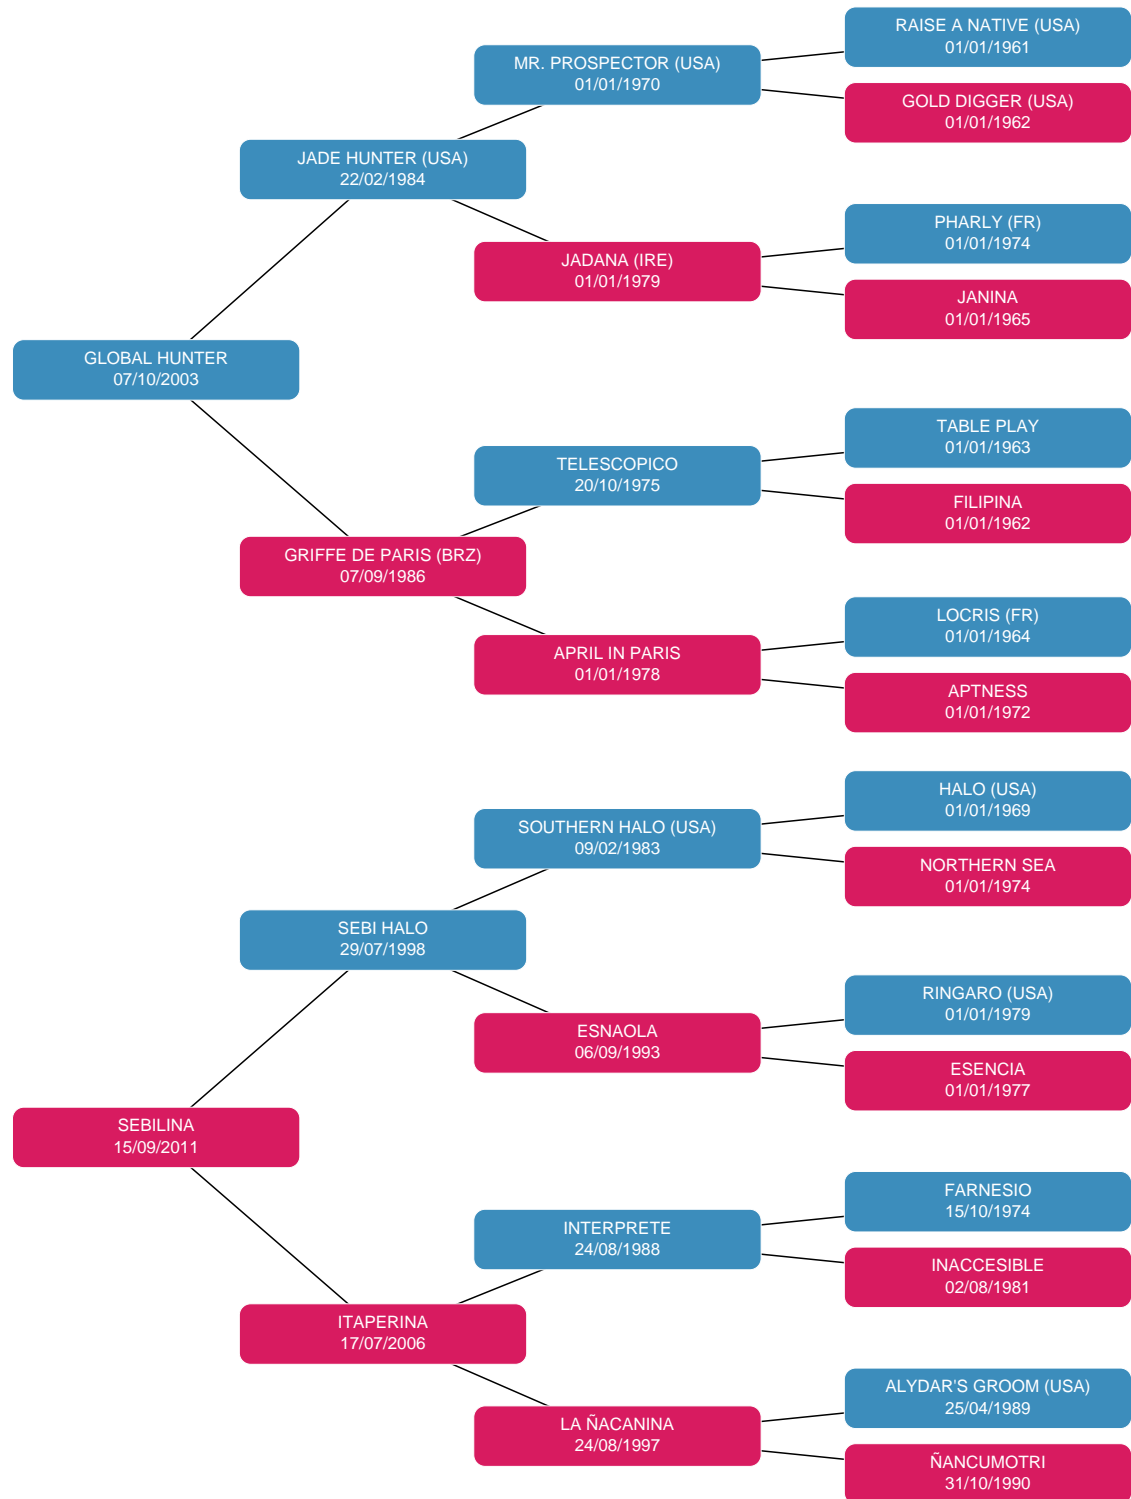 RAISE A NATIVE (USA)
01/01/1961
MR. PROSPECTOR (USA)
01/01/1970
GOLD DIGGER (USA)
01/01/1962
JADE HUNTER (USA)
22/02/1984
PHARLY (FR)
01/01/1974
JADANA (IRE)
01/01/1979
JANINA
01/01/1965
GLOBAL HUNTER
07/10/2003
TABLE PLAY
01/01/1963
TELESCOPICO
20/10/1975
FILIPINA
01/01/1962
GRIFFE DE PARIS (BRZ)
07/09/1986
LOCRIS (FR)
01/01/1964
APRIL IN PARIS
01/01/1978
APTNESS
01/01/1972
HALO (USA)
01/01/1969
SOUTHERN HALO (USA)
09/02/1983
NORTHERN SEA
01/01/1974
SEBI HALO
29/07/1998
RINGARO (USA)
01/01/1979
ESNAOLA
06/09/1993
ESENCIA
01/01/1977
SEBILINA
15/09/2011
FARNESIO
15/10/1974
INTERPRETE
24/08/1988
INACCESIBLE
02/08/1981
ITAPERINA
17/07/2006
ALYDAR'S GROOM (USA)
25/04/1989
LA ÑACANINA
24/08/1997
ÑANCUMOTRI
31/10/1990